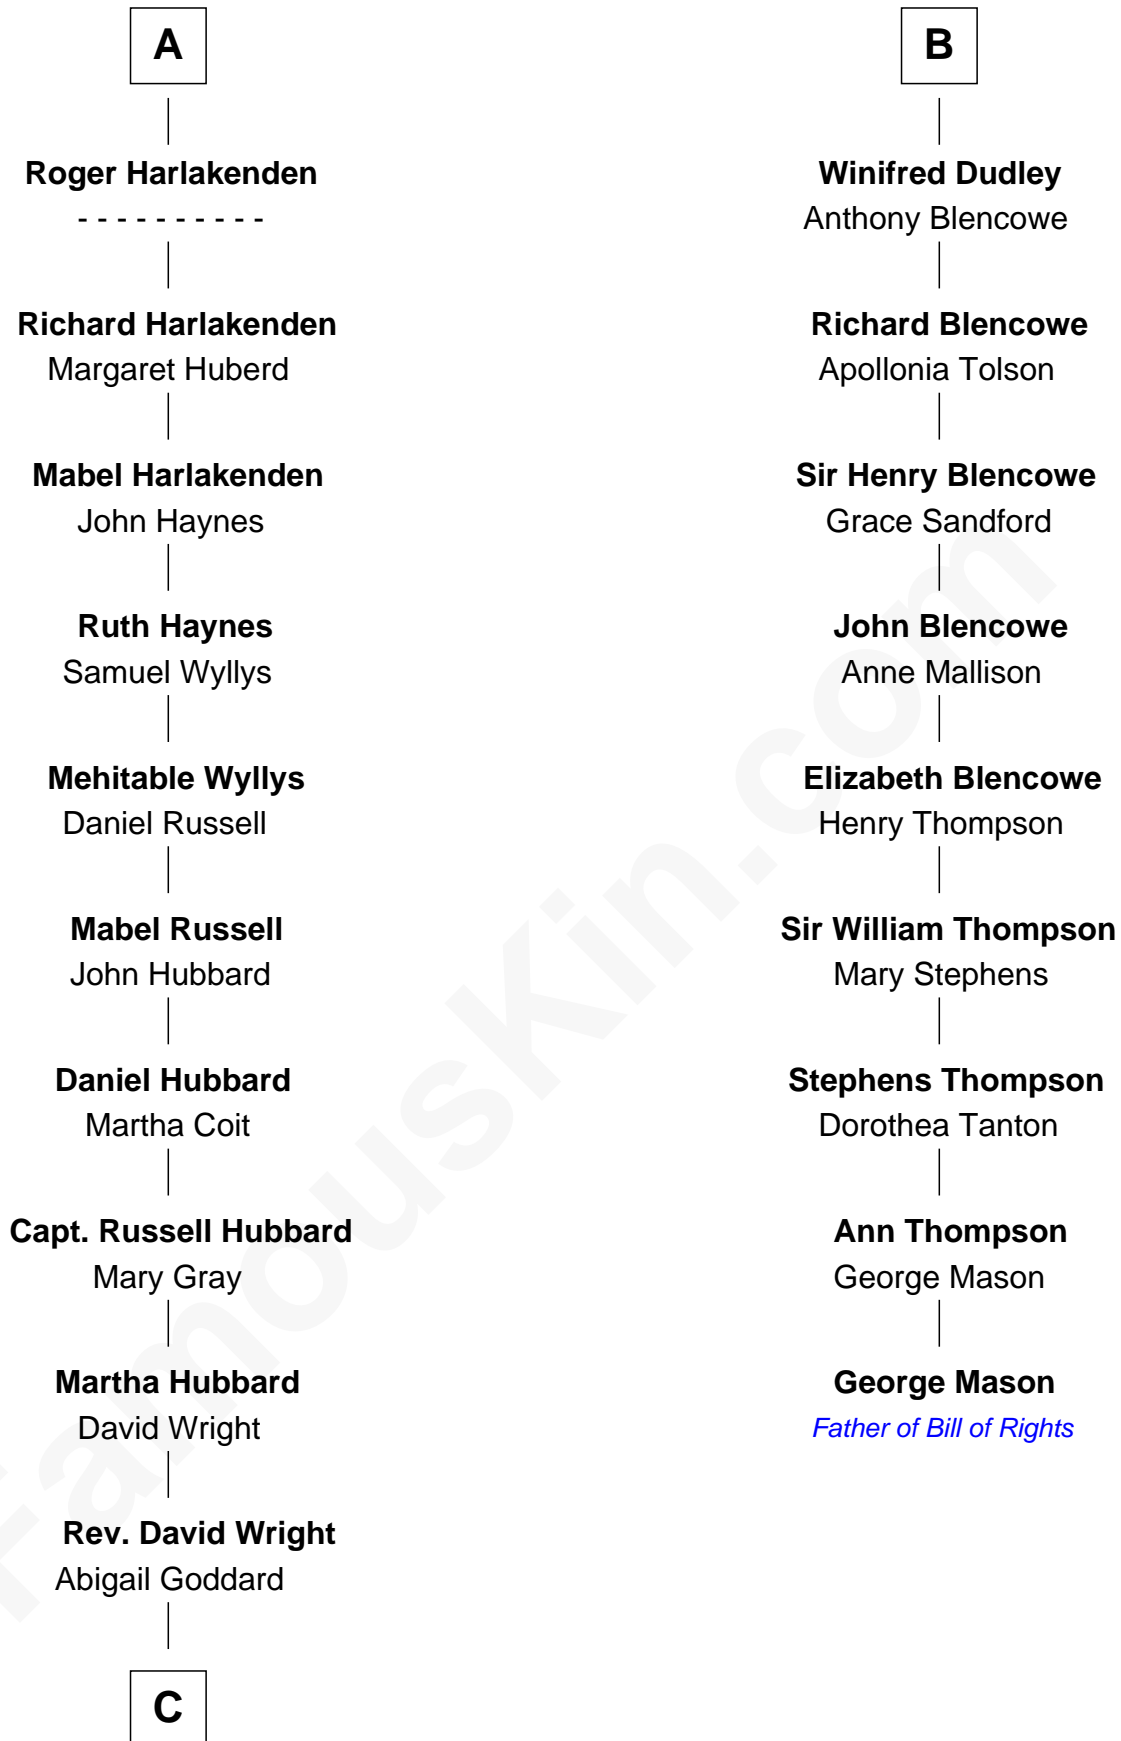 A
Roger Harlakenden
- - - - - - - - - -
Richard Harlakenden
Margaret Huberd
Mabel Harlakenden
John Haynes
Ruth Haynes
Samuel Wyllys
Mehitable Wyllys
Daniel Russell
Mabel Russell
John Hubbard
Daniel Hubbard
Martha Coit
Capt. Russell Hubbard
Mary Gray
Martha Hubbard
David Wright
Rev. David Wright
Abigail Goddard
C
B
Winifred Dudley
Anthony Blencowe
Richard Blencowe
Apollonia Tolson
Sir Henry Blencowe
Grace Sandford
John Blencowe
Anne Mallison
Elizabeth Blencowe
Henry Thompson
Sir William Thompson
Mary Stephens
Stephens Thompson
Dorothea Tanton
Ann Thompson
George Mason
George Mason
Father of Bill of Rights
FamousKin.com